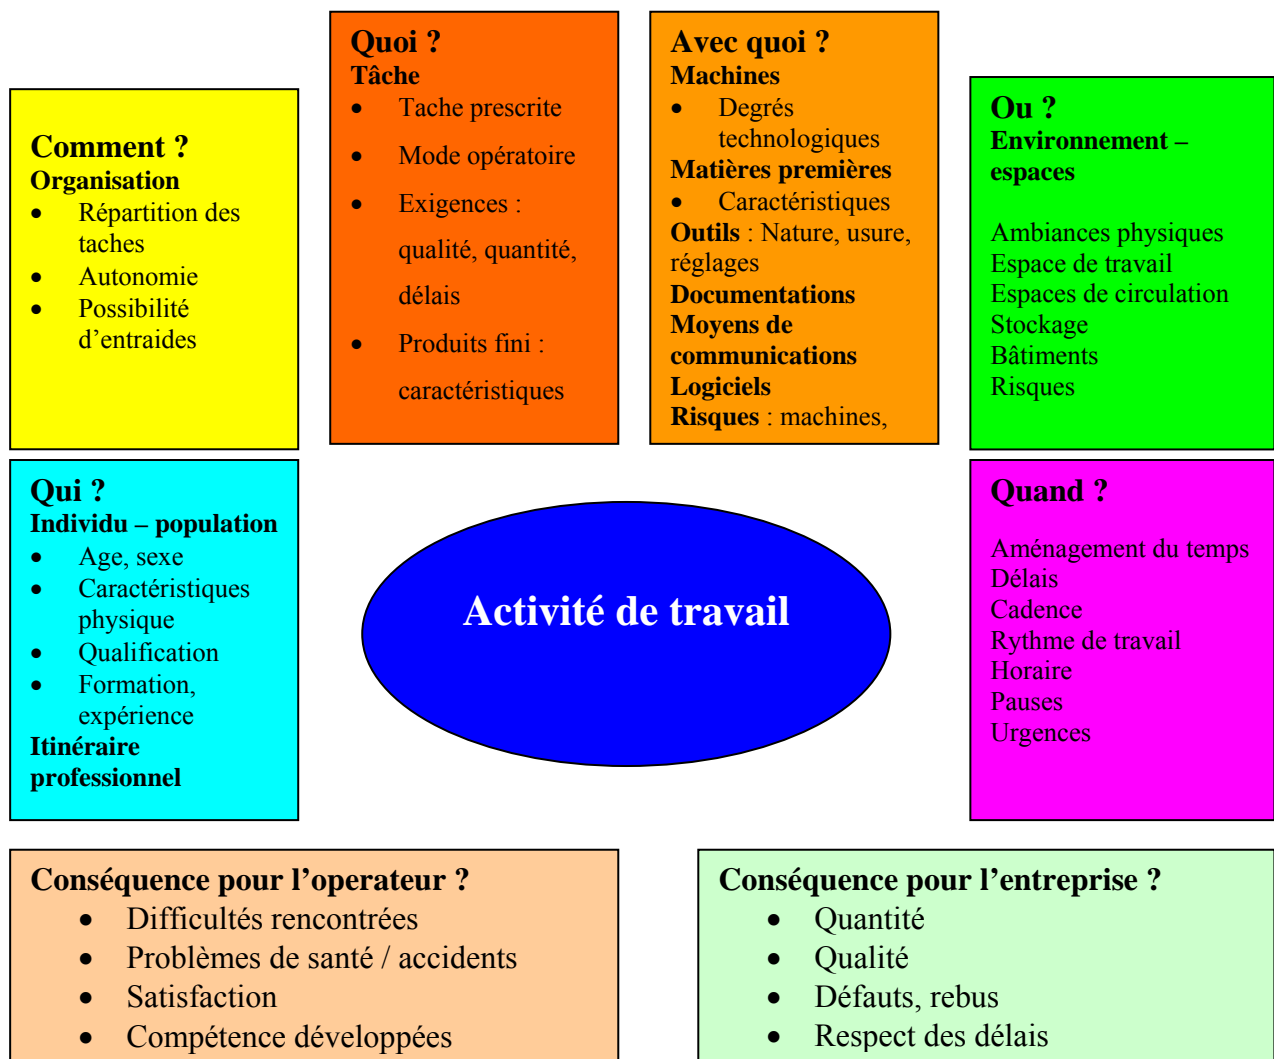 Comment ?
Organisation
• Répartition des
taches
• Autonomie
• Possibilité
d’entraides
Quoi ?
Tâche
• Tache prescrite
• Mode opératoire
• Exigences :
qualité, quantité,
délais
• Produits fini :
caractéristiques
Avec quoi ?
Machines
• Degrés
technologiques
Matières premières
• Caractéristiques
Outils : Nature, usure,
réglages
Documentations
Moyens de
communications
Logiciels
Risques : machines,
Ou ?
Environnement –
espaces
Ambiances physiques
Espace de travail
Espaces de circulation
Stockage
Bâtiments
Risques
Qui ?
Individu – population
• Age, sexe
• Caractéristiques
physique
• Qualification
• Formation,
expérience
Itinéraire
professionnel
Activité de travail
Quand ?
Aménagement du temps
Délais
Cadence
Rythme de travail
Horaire
Pauses
Urgences
Conséquence pour l’operateur ?
• Difficultés rencontrées
• Problèmes de santé / accidents
• Satisfaction
• Compétence développées
Conséquence pour l’entreprise ?
• Quantité
• Qualité
• Défauts, rebus
• Respect des délais